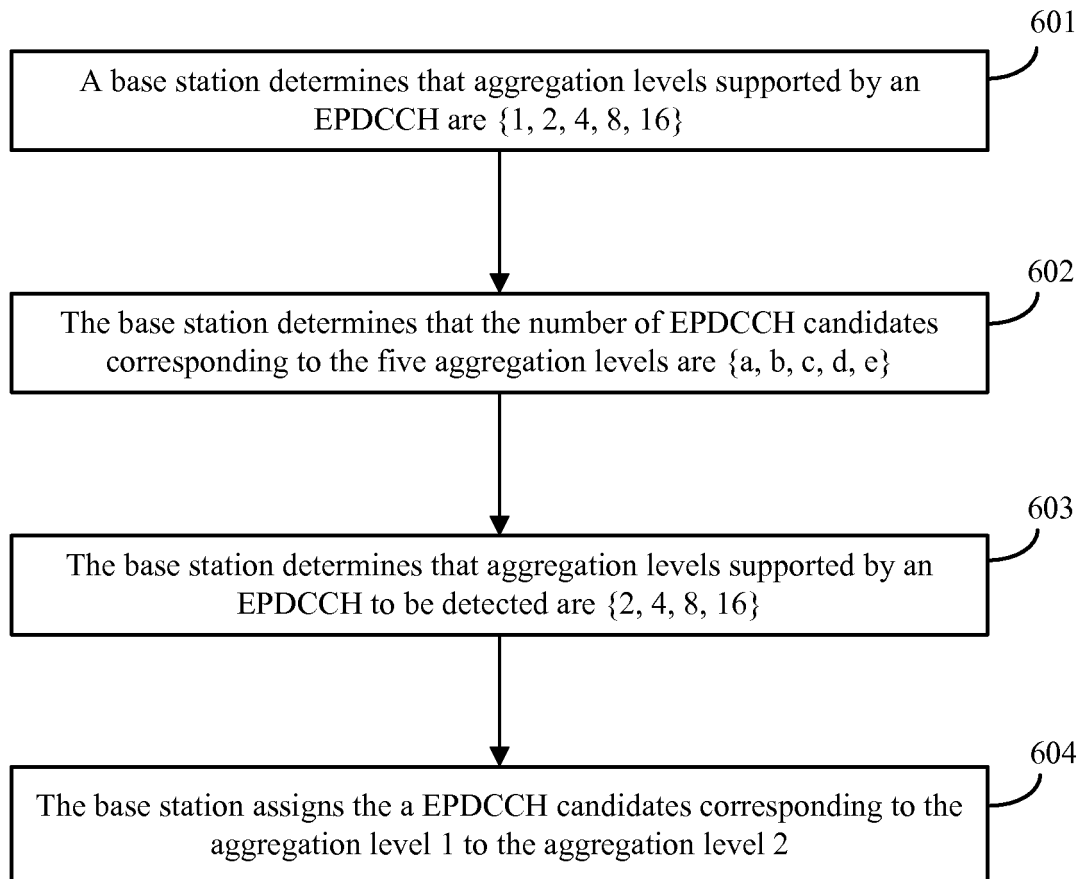 601
A base station determines that aggregation levels supported by an
EPDCCH are {1, 2, 4, 8, 16}
602
The base station determines that the number of EPDCCH candidates
corresponding to the five aggregation levels are {a, b, c, d, e}
603
The base station determines that aggregation levels supported by an
EPDCCH to be detected are {2, 4, 8, 16}
604
The base station assigns the a EPDCCH candidates corresponding to the
aggregation level 1 to the aggregation level 2